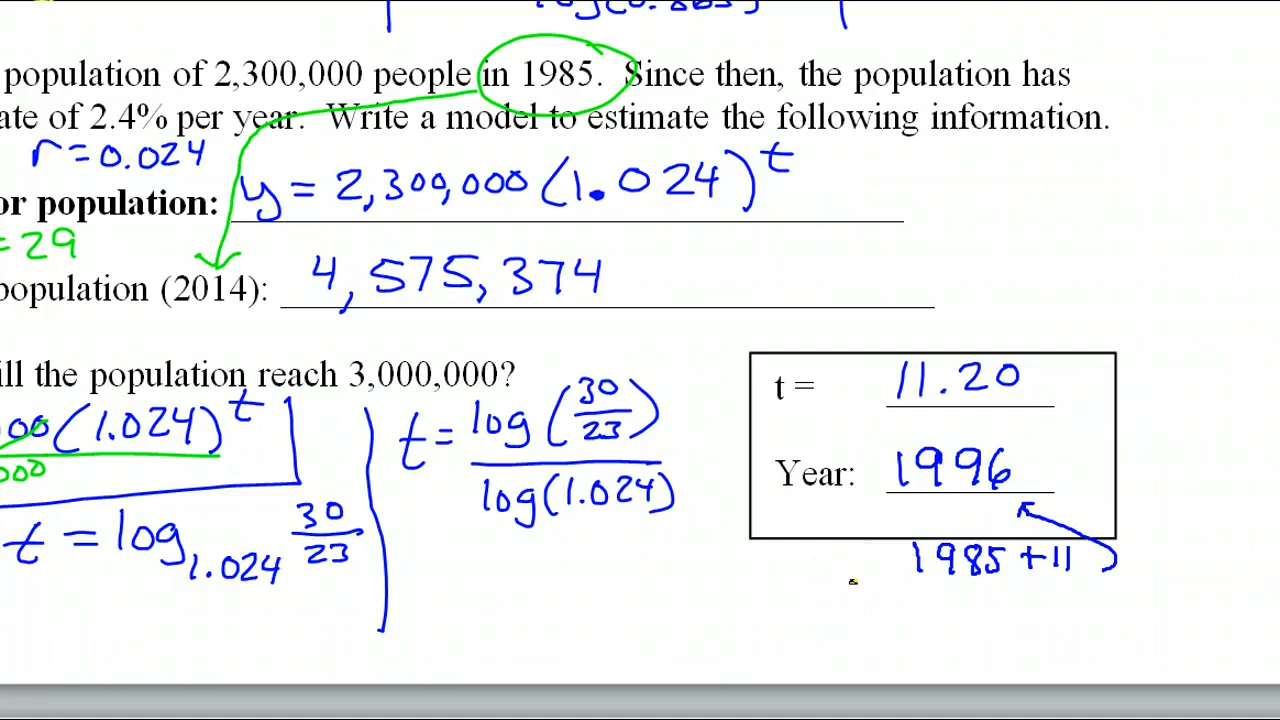 population of 2,300,000 people in 1985. Since then, the population has
ate of 2.4% per year. Write a model to estimate the following information.
r = 0.024
or population: y = 2,300,000 (1.024)^t
= 29
population (2014): 4,575,374
ill the population reach 3,000,000?
00 (1.024)^t
000
t = log_1.024 30/23
t = log(30/23) / log(1.024)
t = 11.20
Year: 1996
1985 + 11